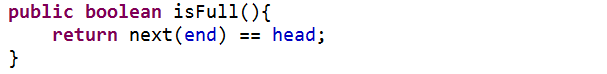 public boolean isFull(){
    return next(end) == head;
}